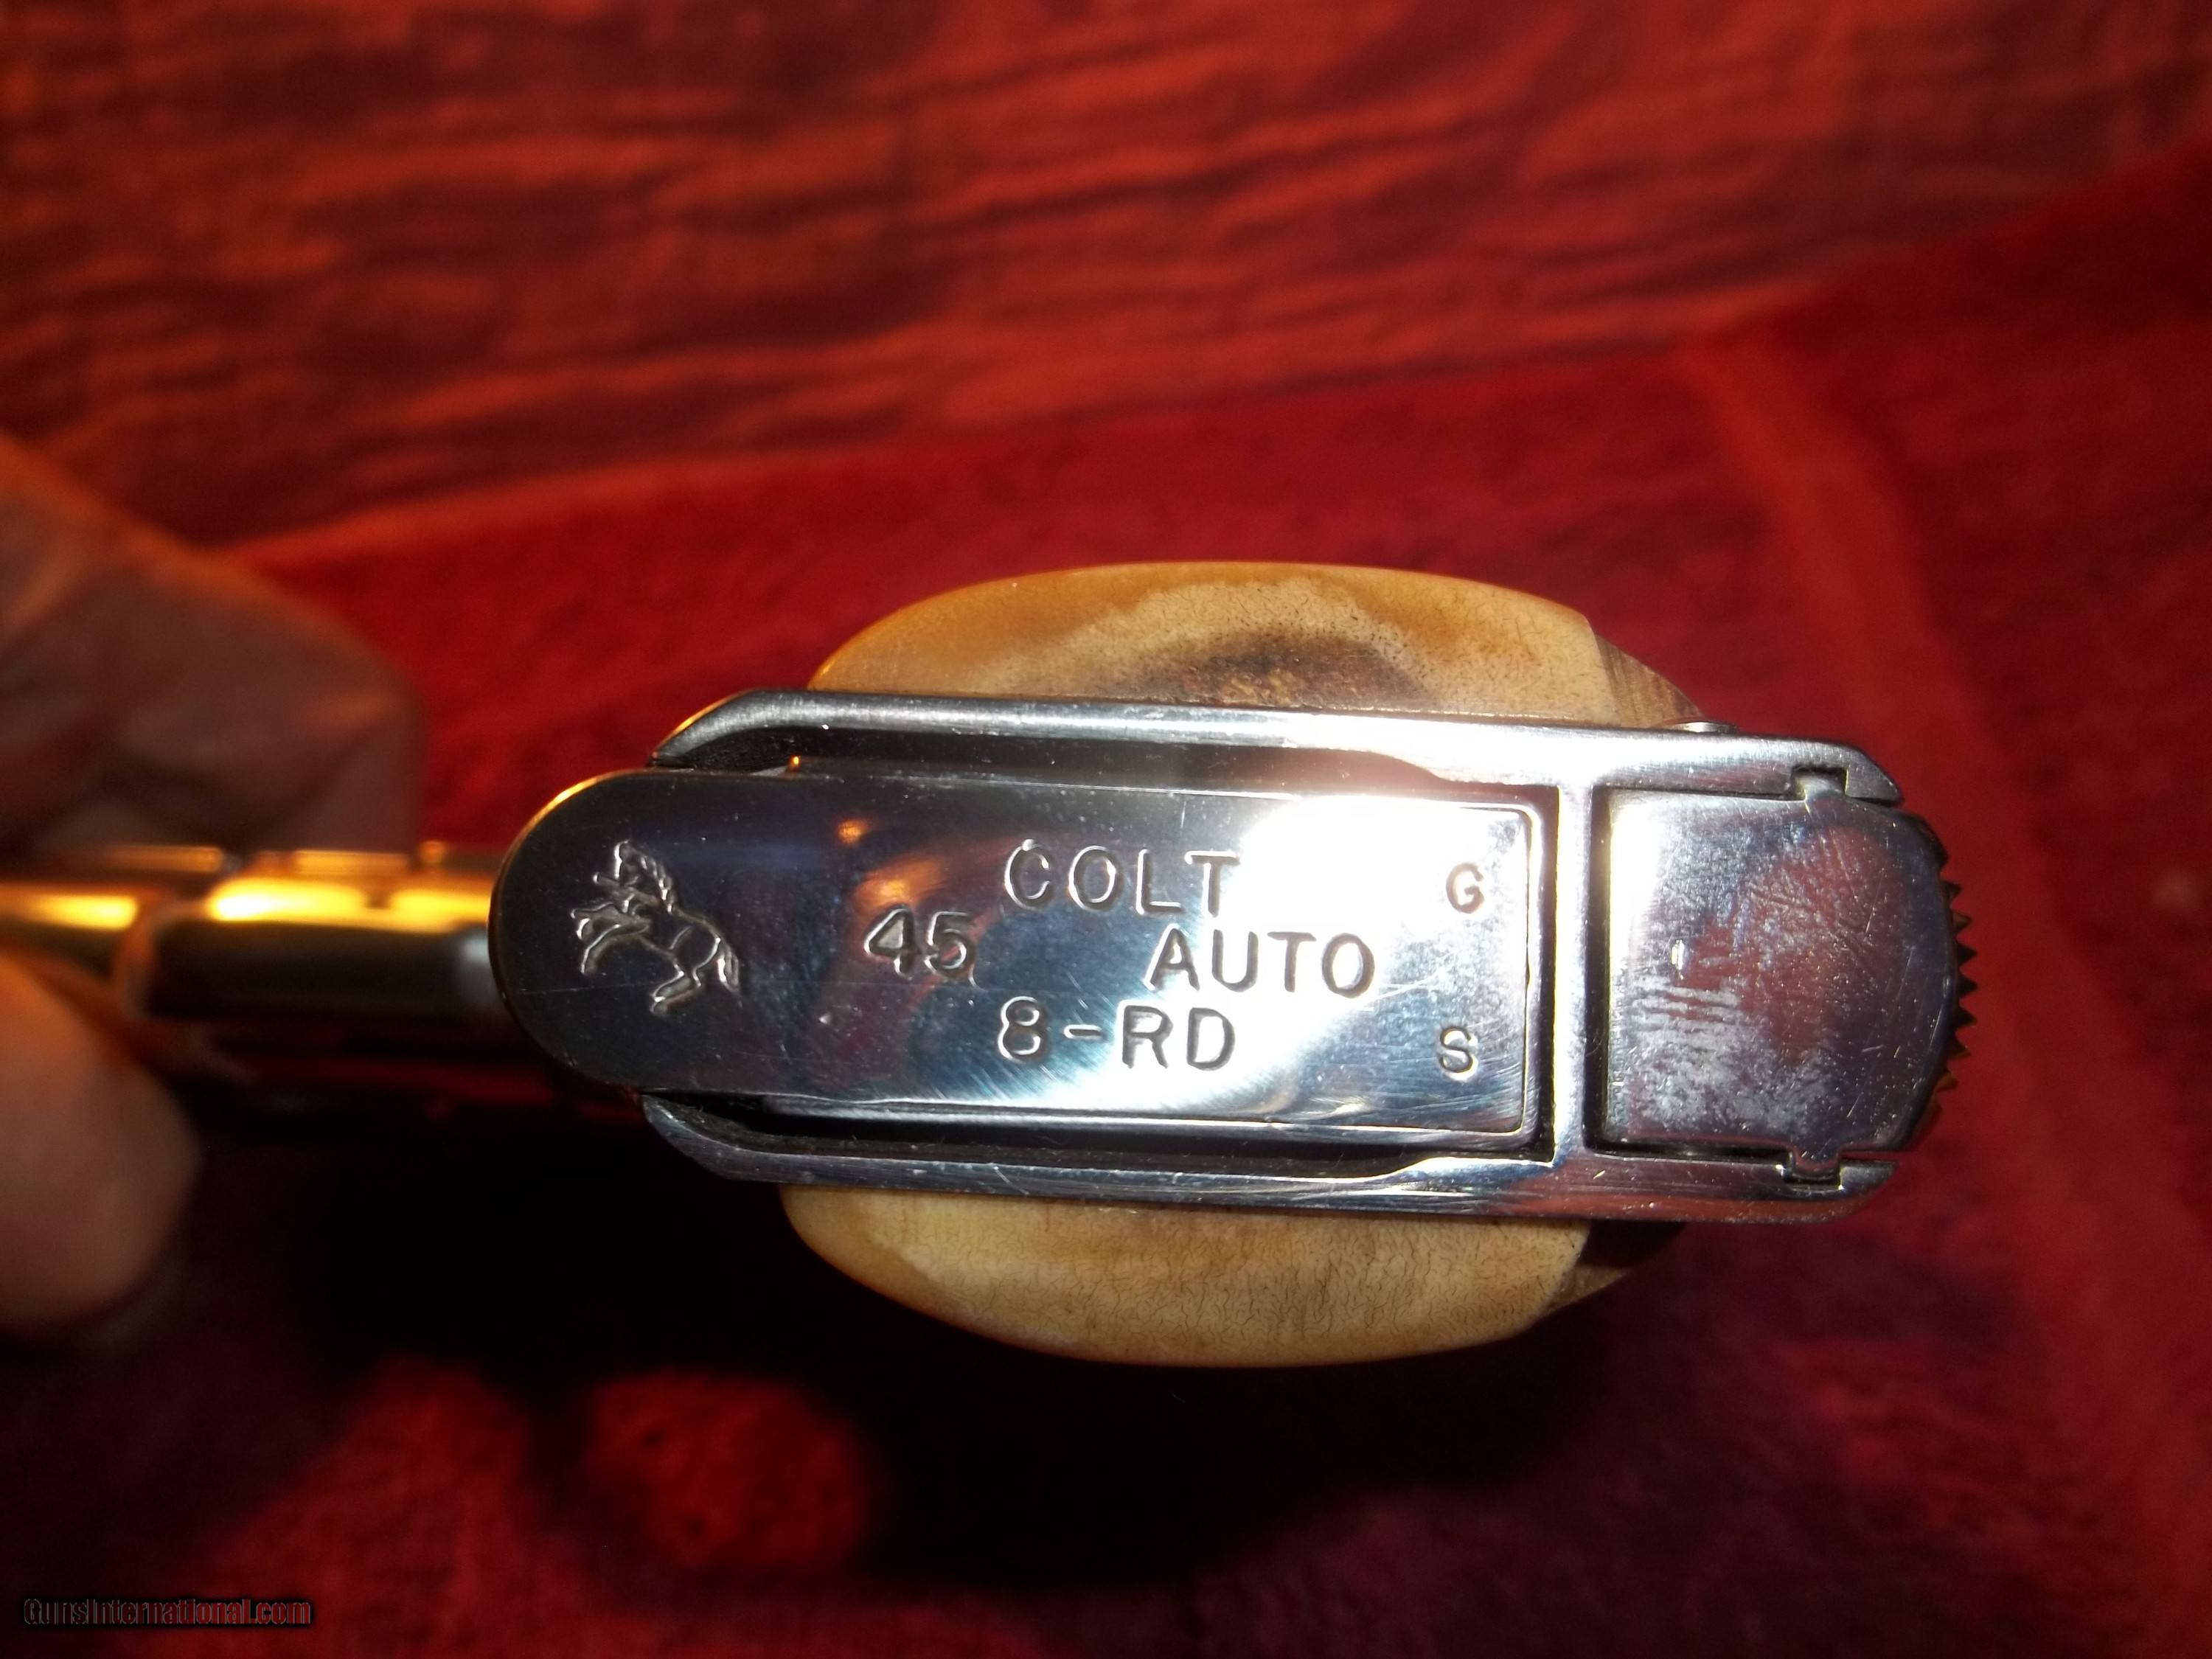 COLT G
45 AUTO
8-RD S
GunsInternational.com